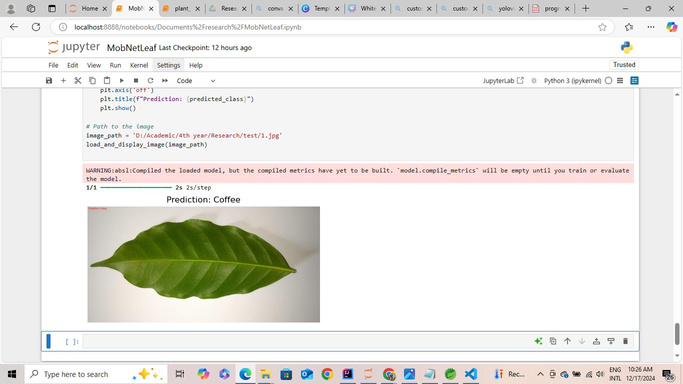 Home
MobN
plant_
Resea
conve
Temp
White
custo
custo
yolov
progr
localhost:8888/notebooks/Documents%2Fresearch%2FMobNetLeaf.ipynb
jupyter MobNetLeaf Last Checkpoint: 12 hours ago
File Edit View Run Kernel Settings Help
Trusted
Code
JupyterLab
Python 3 (ipykernel)
plt.axis('off')
plt.title(f"Prediction: {predicted_class}")
plt.show()
# Path to the image
image_path = 'D:/Academic/4th year/Research/test/1.jpg'
load_and_display_image(image_path)
WARNING:absl:Compiled the loaded model, but the compiled metrics have yet to be built. `model.compile_metrics` will be empty until you train or evaluate
the model.
1/1 2s 2s/step
Prediction: Coffee
[ ]:
Type here to search
Rec...
ENG
INTL
10:26 AM
12/17/2024